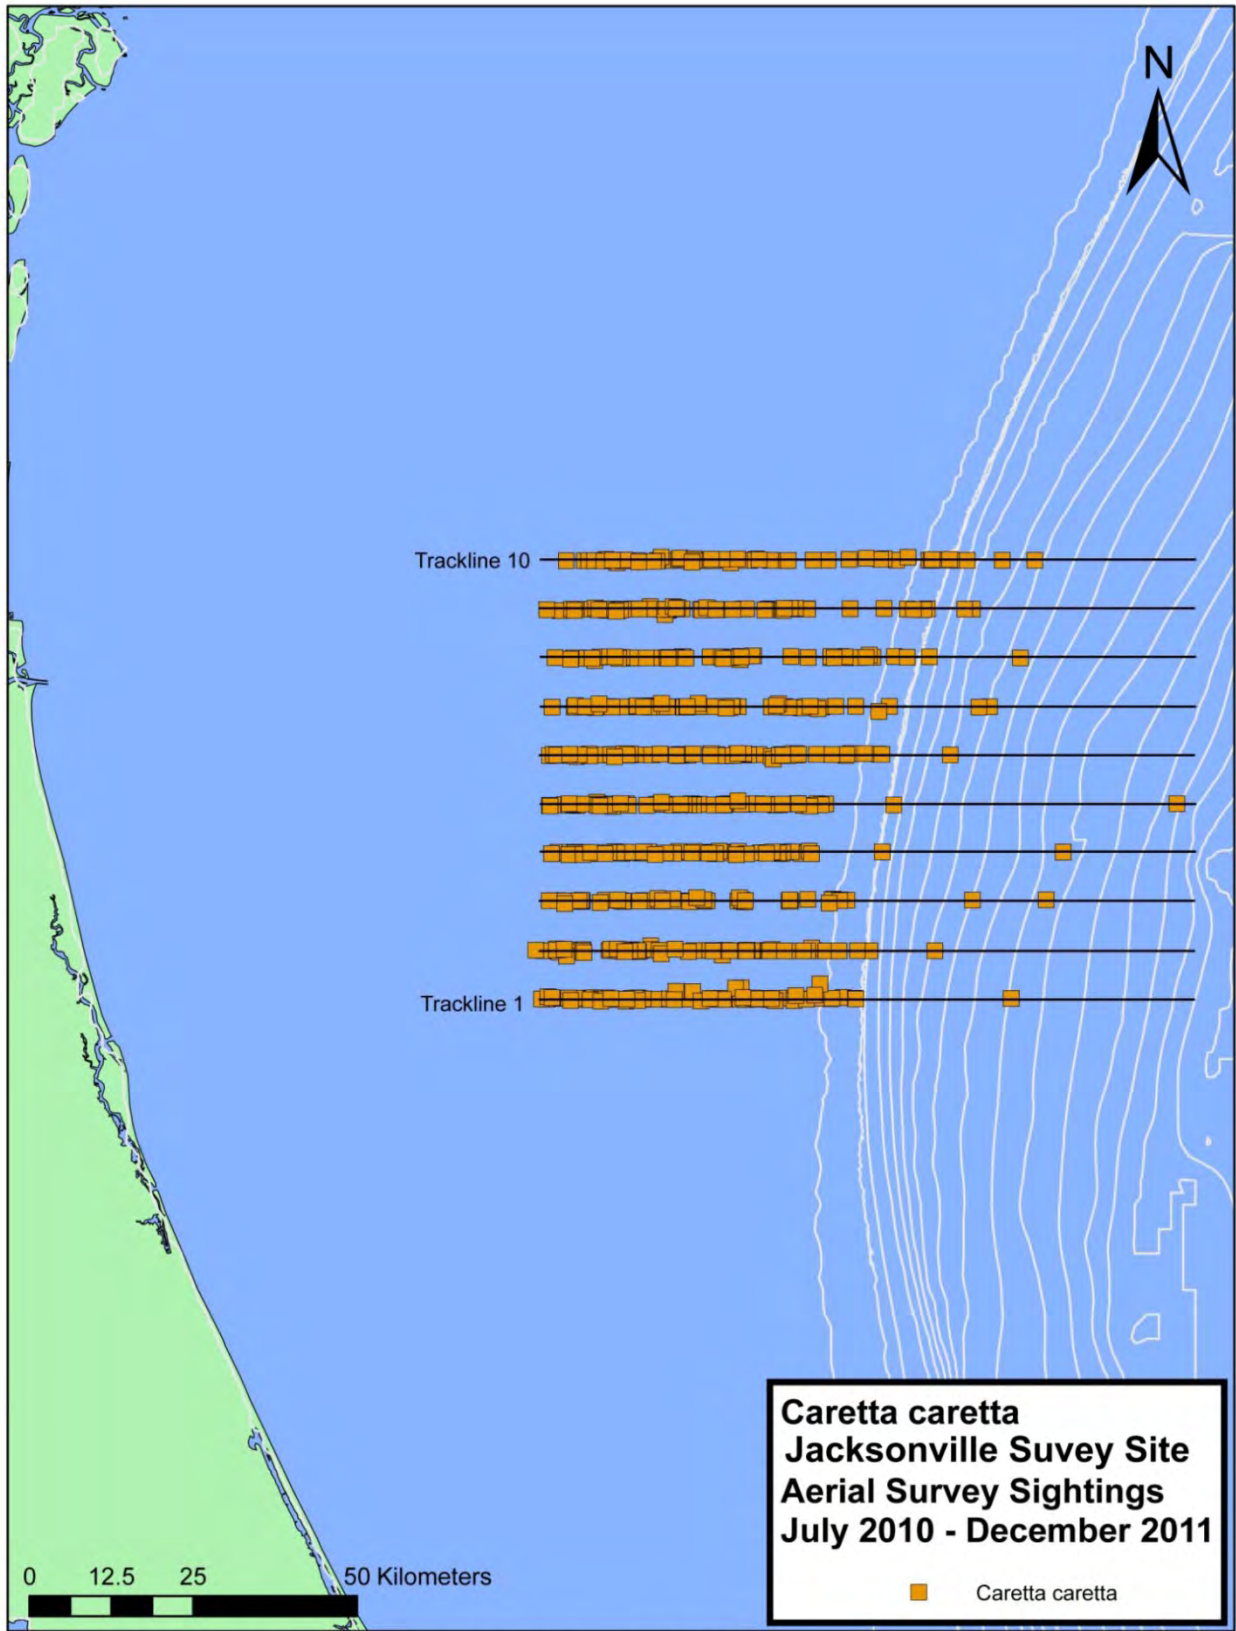 N
Trackline 10
Trackline 1
Caretta caretta
Jacksonville Suvey Site
Aerial Survey Sightings
July 2010 - December 2011
Caretta caretta
0 12.5 25 50 Kilometers